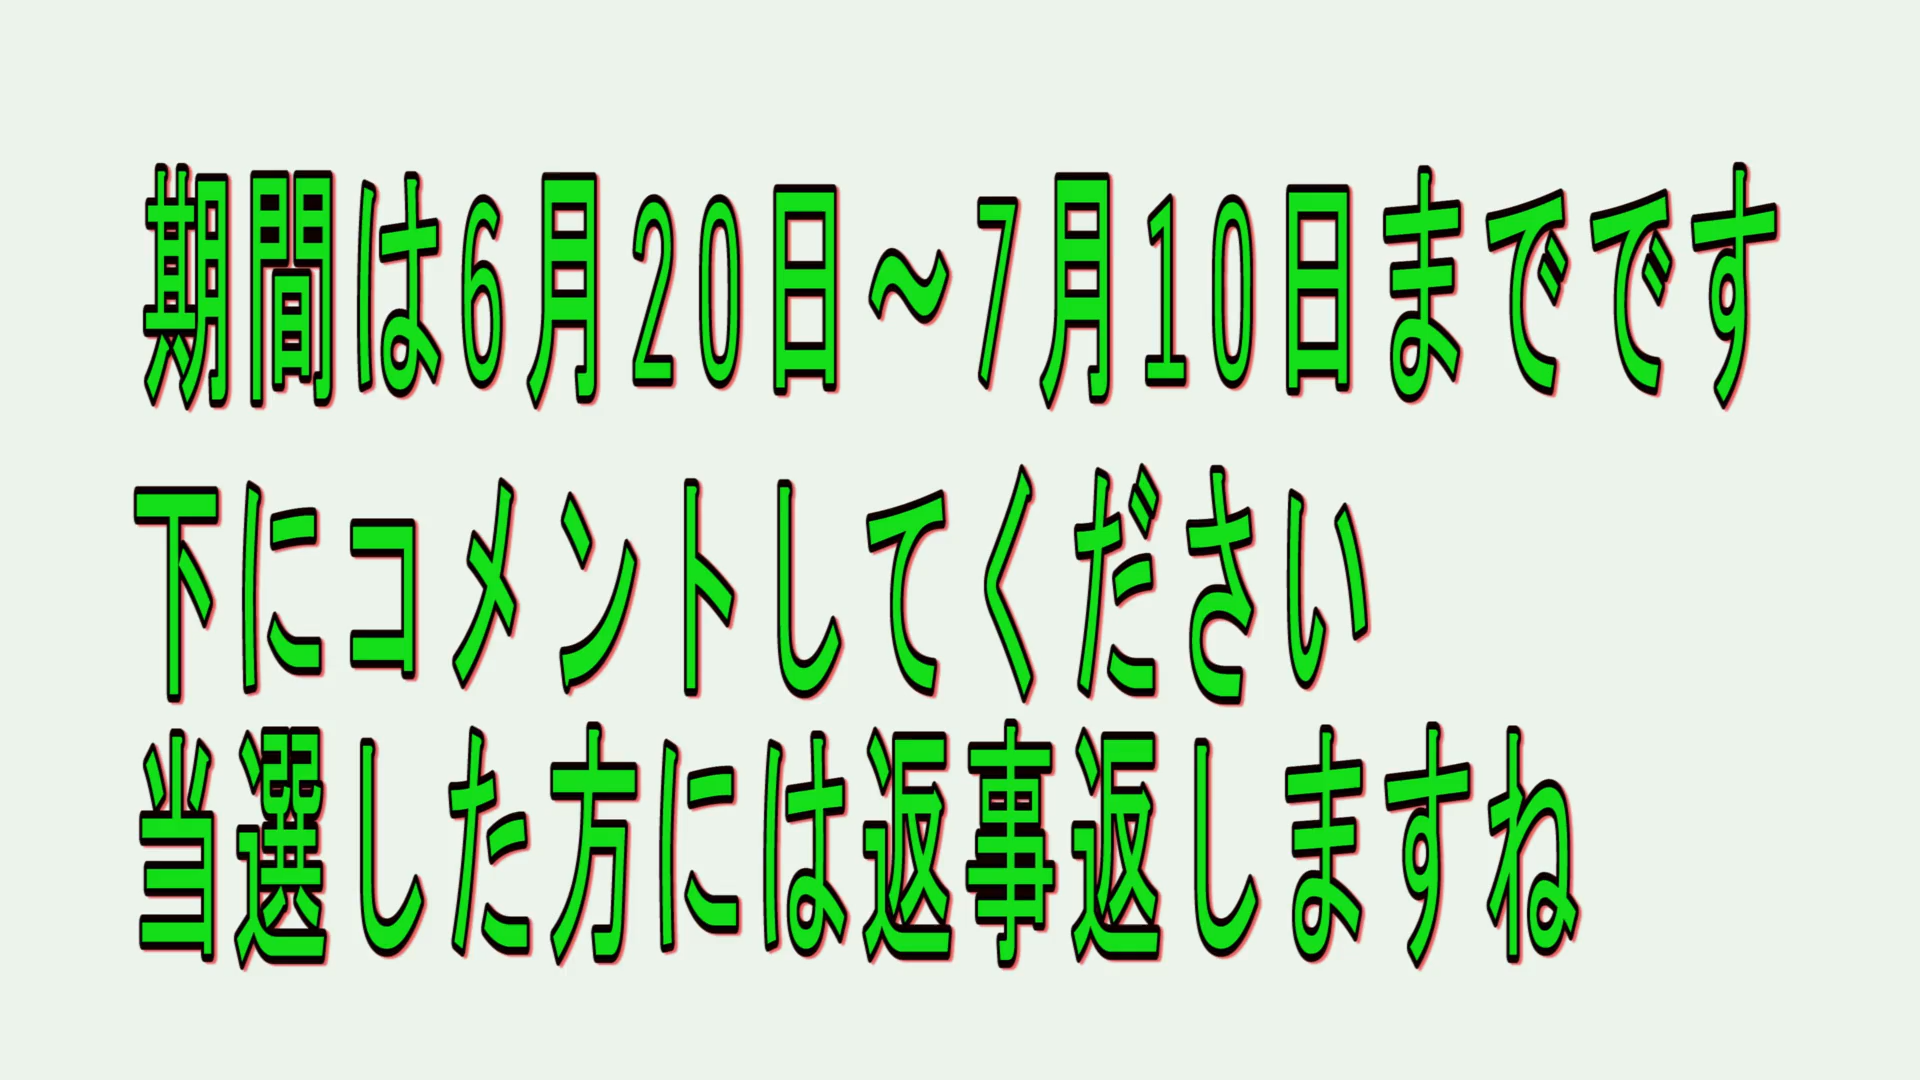 期間は6月20日~7月10日までです
下にコメントしてください
当選した方には返事返しますね